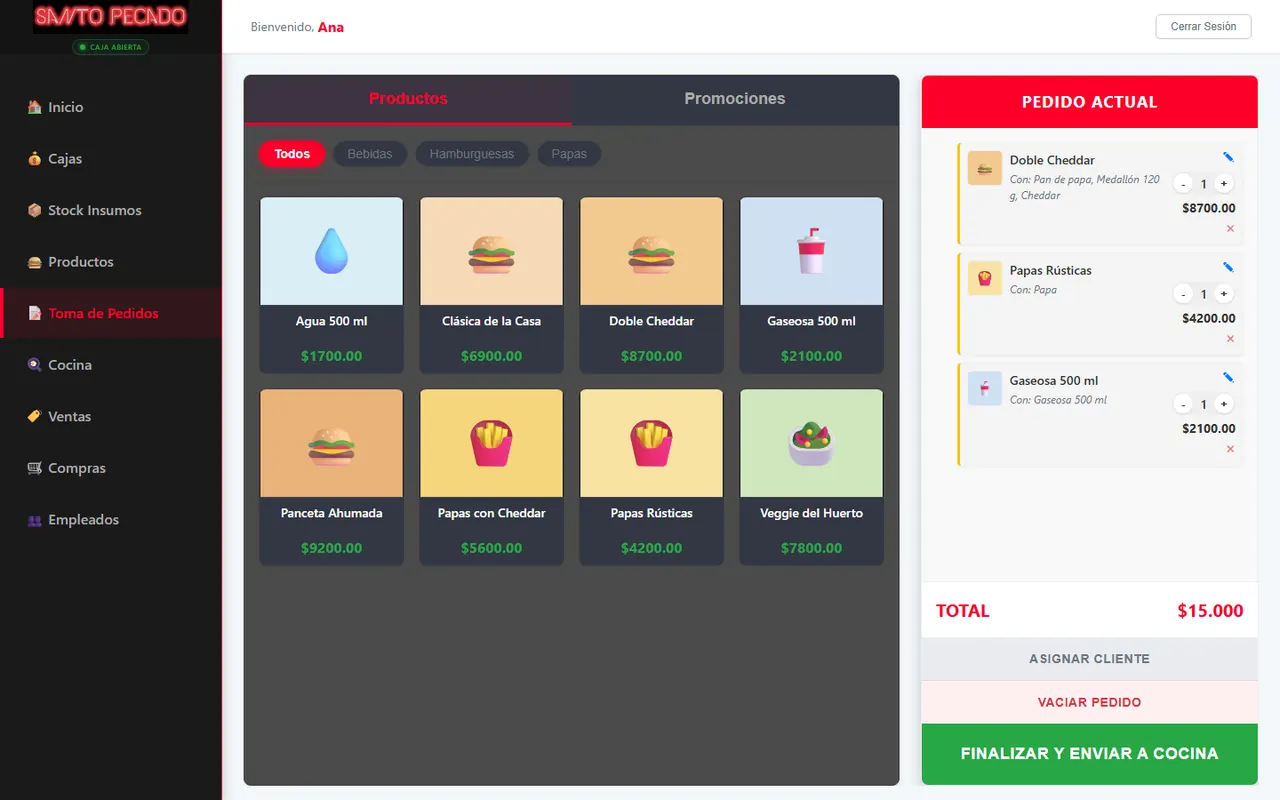 SANTO PECADO
CAJA ABIERTA
Inicio
Cajas
Stock Insumos
Productos
Toma de Pedidos
Cocina
Ventas
Compras
Empleados
Bienvenido, Ana
Cerrar Sesión
Productos
Promociones
Todos
Bebidas
Hamburguesas
Papas
Agua 500 ml
$1700.00
Clásica de la Casa
$6900.00
Doble Cheddar
$8700.00
Gaseosa 500 ml
$2100.00
Panceta Ahumada
$9200.00
Papas con Cheddar
$5600.00
Papas Rústicas
$4200.00
Veggie del Huerto
$7800.00
PEDIDO ACTUAL
Doble Cheddar
Con: Pan de papa, Medallón 120
g, Cheddar
- 1 +
$8700.00
×
Papas Rústicas
Con: Papa
- 1 +
$4200.00
×
Gaseosa 500 ml
Con: Gaseosa 500 ml
- 1 +
$2100.00
×
TOTAL $15.000
ASIGNAR CLIENTE
VACIAR PEDIDO
FINALIZAR Y ENVIAR A COCINA